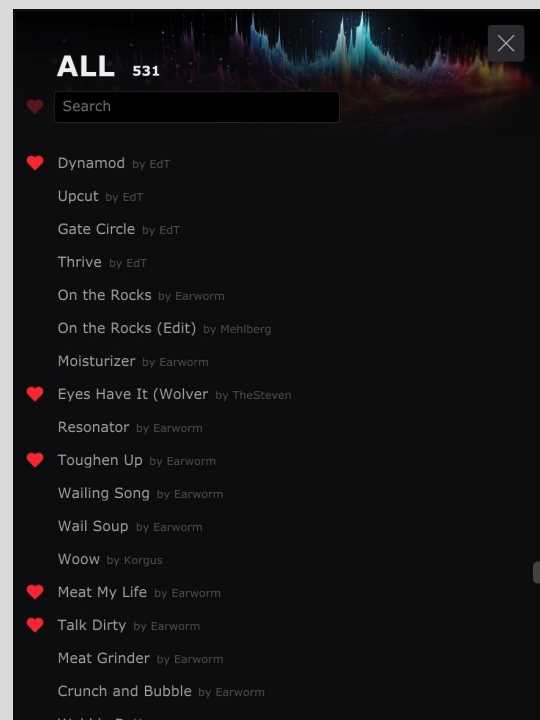 ALL 531
Search
Dynamod by EdT
Upcut by EdT
Gate Circle by EdT
Thrive by EdT
On the Rocks by Earworm
On the Rocks (Edit) by Mehlberg
Moisturizer by Earworm
Eyes Have It (Wolver by TheSteven
Resonator by Earworm
Toughen Up by Earworm
Wailing Song by Earworm
Wail Soup by Earworm
Woow by Korgus
Meat My Life by Earworm
Talk Dirty by Earworm
Meat Grinder by Earworm
Crunch and Bubble by Earworm